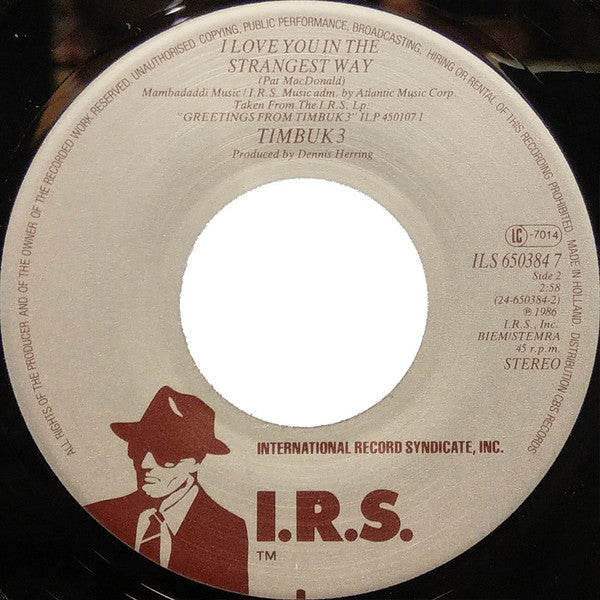 ALL RIGHTS OF THE PRODUCER AND OF THE OWNER OF THE RECORDED WORK RESERVED. UNAUTHORISED COPYING, PUBLIC PERFORMANCE, BROADCASTING, HIRING OR RENTAL OF THIS RECORDING PROHIBITED. MADE IN HOLLAND. DISTRIBUTION CBS RECORDS -
I LOVE YOU IN THE
STRANGEST WAY
(Pat MacDonald)
Mambadaddi Music / I.R.S. Music adm. by Atlantic Music Corp.
Taken From The I.R.S. Lp.
"GREETINGS FROM TIMBUK 3" ILP 450107 1
TIMBUK 3
Produced by Dennis Herring
LC -7014
ILS 650384 7
Side 2
2:58
(24-650384-2)
℗ 1986
I.R.S., Inc.
BIEM/STEMRA
45 r.p.m.
STEREO
INTERNATIONAL RECORD SYNDICATE, INC.
I.R.S.
TM